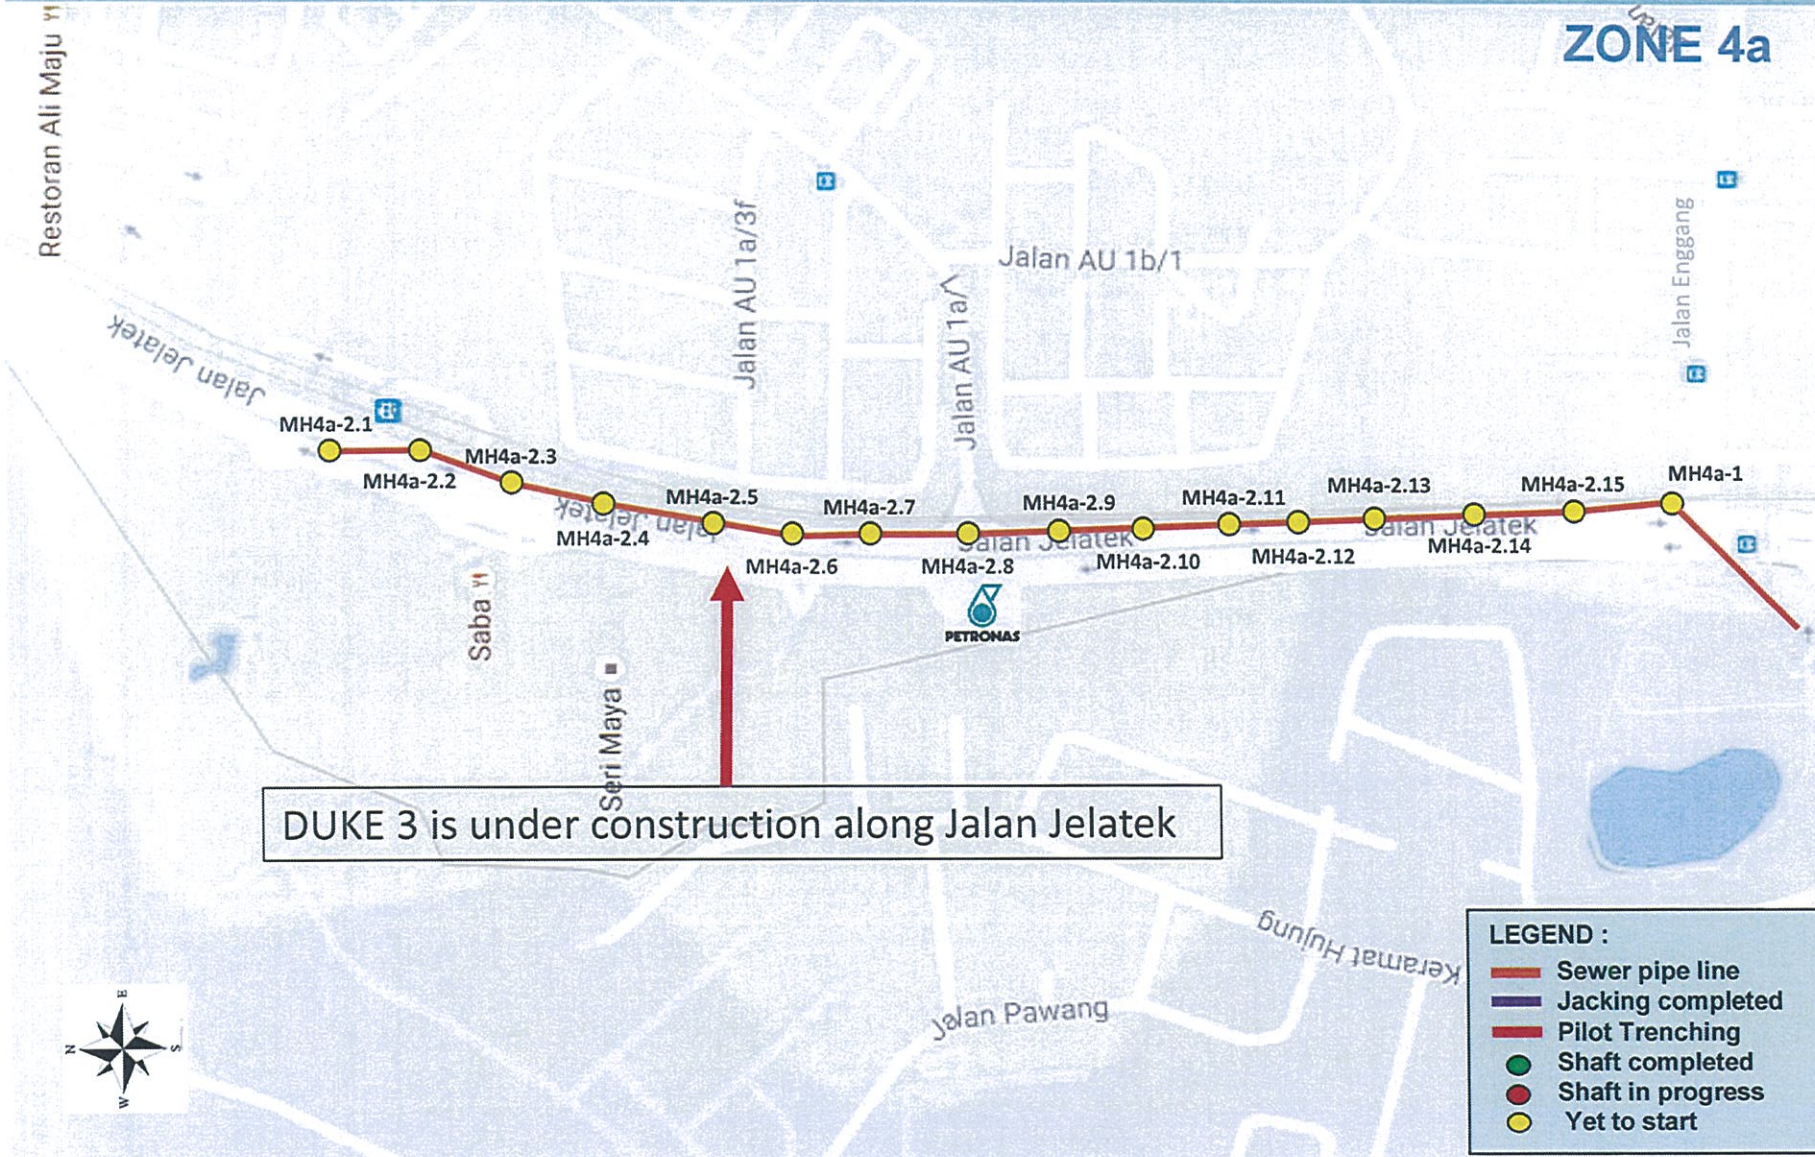 ZONE 4a
Restoran Ali Maju
Jalan Jelatek
Jalan AU 1a/3f
Jalan AU 1a/
Jalan AU 1b/1
Jalan Enggang
MH4a-2.1
MH4a-2.2
MH4a-2.3
MH4a-2.4
MH4a-2.5
MH4a-2.6
MH4a-2.7
MH4a-2.8
MH4a-2.9
MH4a-2.10
MH4a-2.11
MH4a-2.12
MH4a-2.13
MH4a-2.14
MH4a-2.15
MH4a-1
Jalan Jelatek
Jalan Jelatek
Jalan Jelatek
PETRONAS
Saba
Seri Maya
DUKE 3 is under construction along Jalan Jelatek
Keramat Hujung
Jalan Pawang
E
N
S
W
LEGEND :
Sewer pipe line
Jacking completed
Pilot Trenching
Shaft completed
Shaft in progress
Yet to start